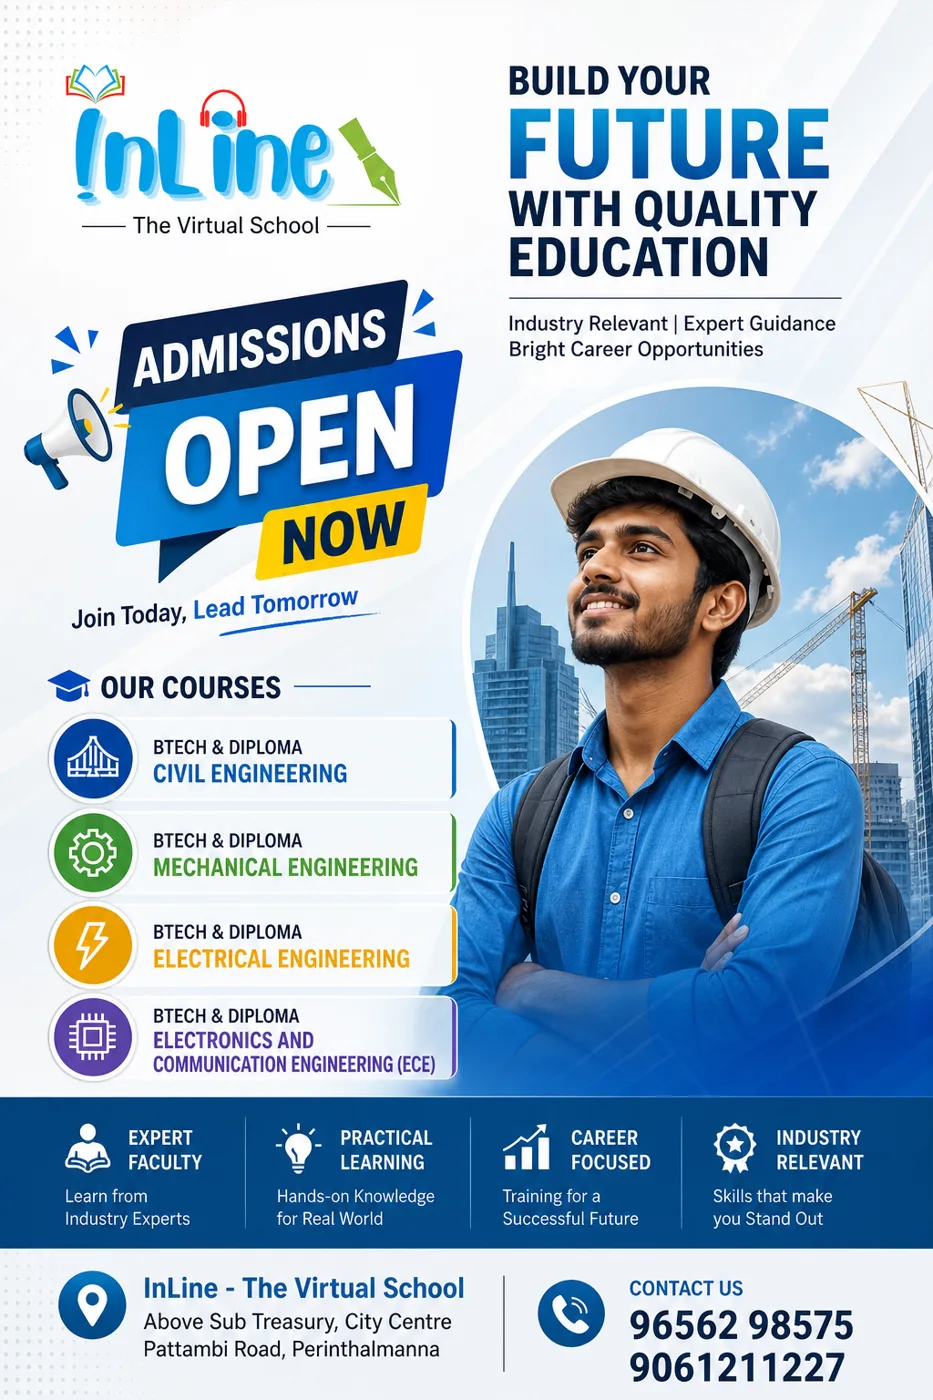 InLine
The Virtual School
BUILD YOUR
FUTURE
WITH QUALITY
EDUCATION
Industry Relevant | Expert Guidance
Bright Career Opportunities
ADMISSIONS
OPEN
NOW
Join Today, Lead Tomorrow
OUR COURSES
BTECH & DIPLOMA
CIVIL ENGINEERING
BTECH & DIPLOMA
MECHANICAL ENGINEERING
BTECH & DIPLOMA
ELECTRICAL ENGINEERING
BTECH & DIPLOMA
ELECTRONICS AND
COMMUNICATION ENGINEERING (ECE)
EXPERT
FACULTY
Learn from
Industry Experts
PRACTICAL
LEARNING
Hands-on Knowledge
for Real World
CAREER
FOCUSED
Training for a
Successful Future
INDUSTRY
RELEVANT
Skills that make
you Stand Out
InLine - The Virtual School
Above Sub Treasury, City Centre
Pattambi Road, Perinthalmanna
CONTACT US
96562 98575
9061211227